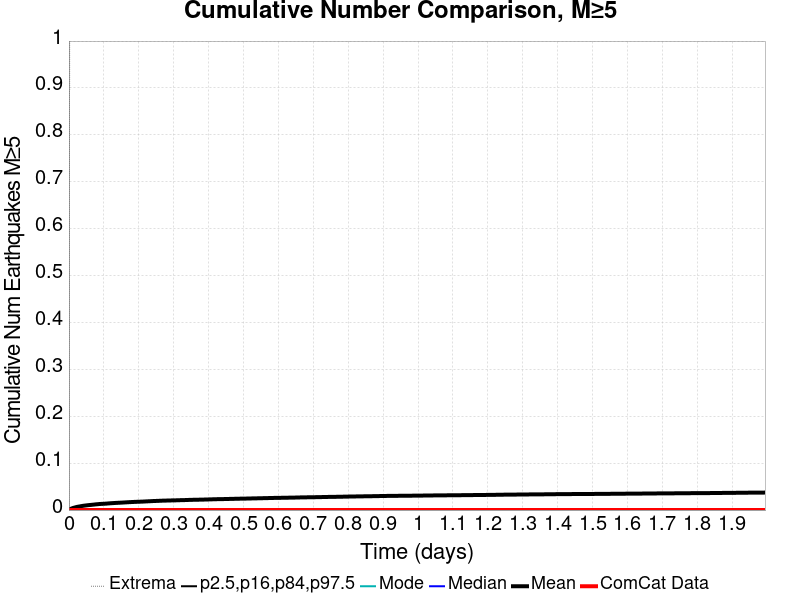 Cumulative Number Comparison, M≥5
Cumulative Num Earthquakes M≥5
1
0.9
0.8
0.7
0.6
0.5
0.4
0.3
0.2
0.1
0
0 0.1 0.2 0.3 0.4 0.5 0.6 0.7 0.8 0.9 1 1.1 1.2 1.3 1.4 1.5 1.6 1.7 1.8 1.9
Time (days)
Extrema p2.5,p16,p84,p97.5 Mode Median Mean ComCat Data